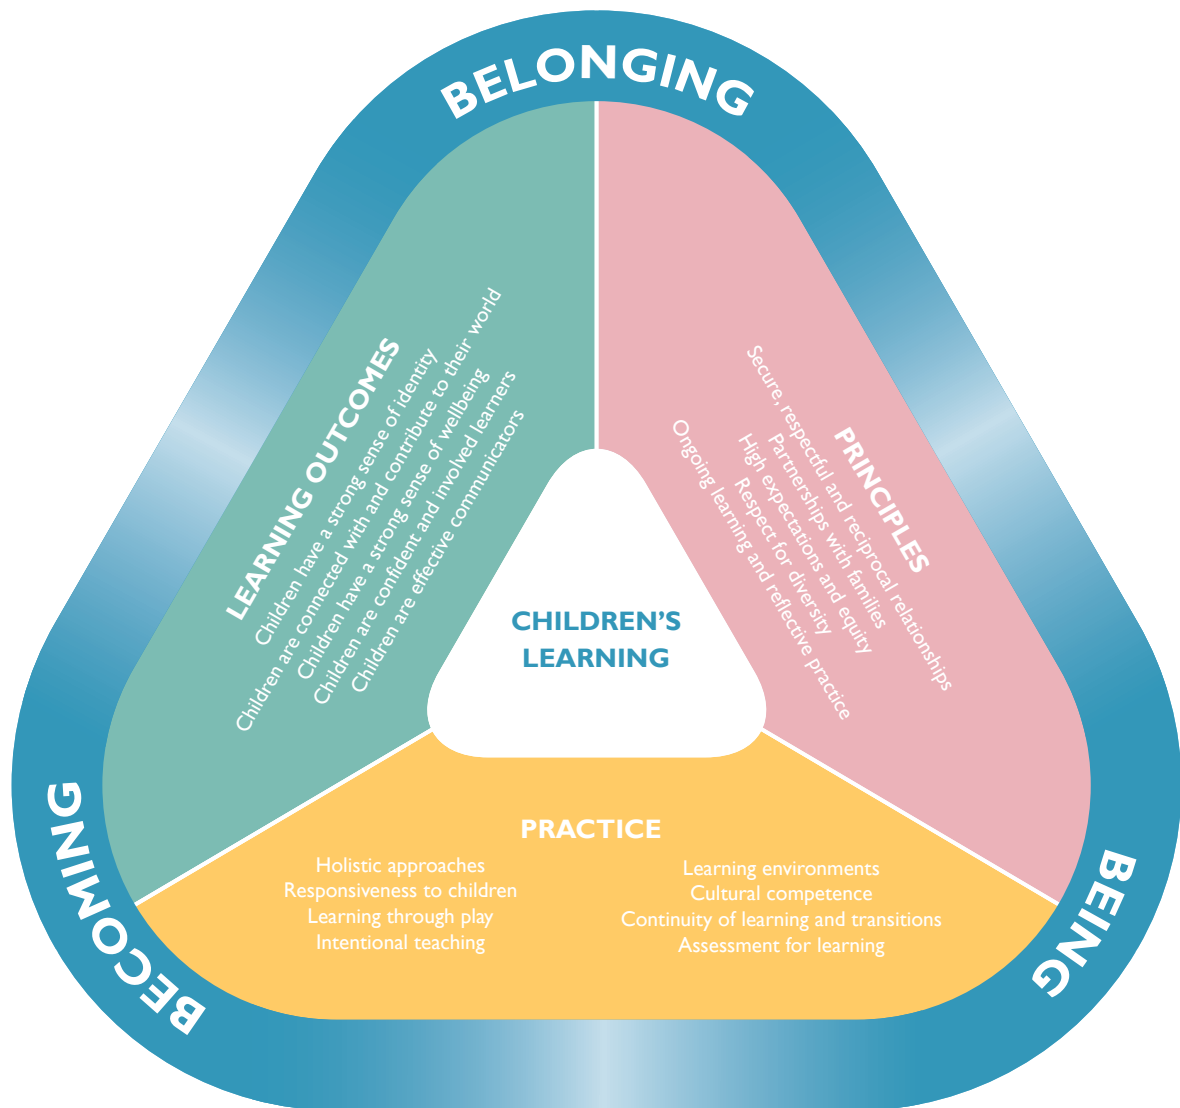 BELONGING
LEARNING OUTCOMES
Children have a strong sense of identity
Children are connected with and contribute to their world
Children have a strong sense of wellbeing
Children are confident and involved learners
Children are effective communicators
PRINCIPLES
Secure, respectful and reciprocal relationships
Partnerships with families
High expectations and equity
Respect for diversity
Ongoing learning and reflective practice
CHILDREN’S
LEARNING
PRACTICE
Holistic approaches
Responsiveness to children
Learning through play
Intentional teaching
Learning environments
Cultural competence
Continuity of learning and transitions
Assessment for learning
BECOMING
BEING